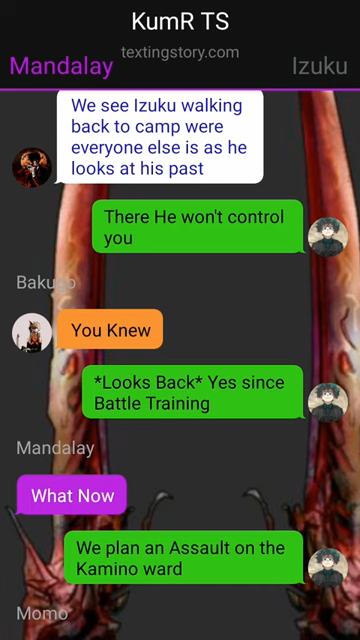 KumR TS
textingstory.com
Mandalay
Izuku
We see Izuku walking
back to camp were
everyone else is as he
looks at his past
There He won't control
you
Bakugo
You Knew
*Looks Back* Yes since
Battle Training
Mandalay
What Now
We plan an Assault on the
Kamino ward
Momo